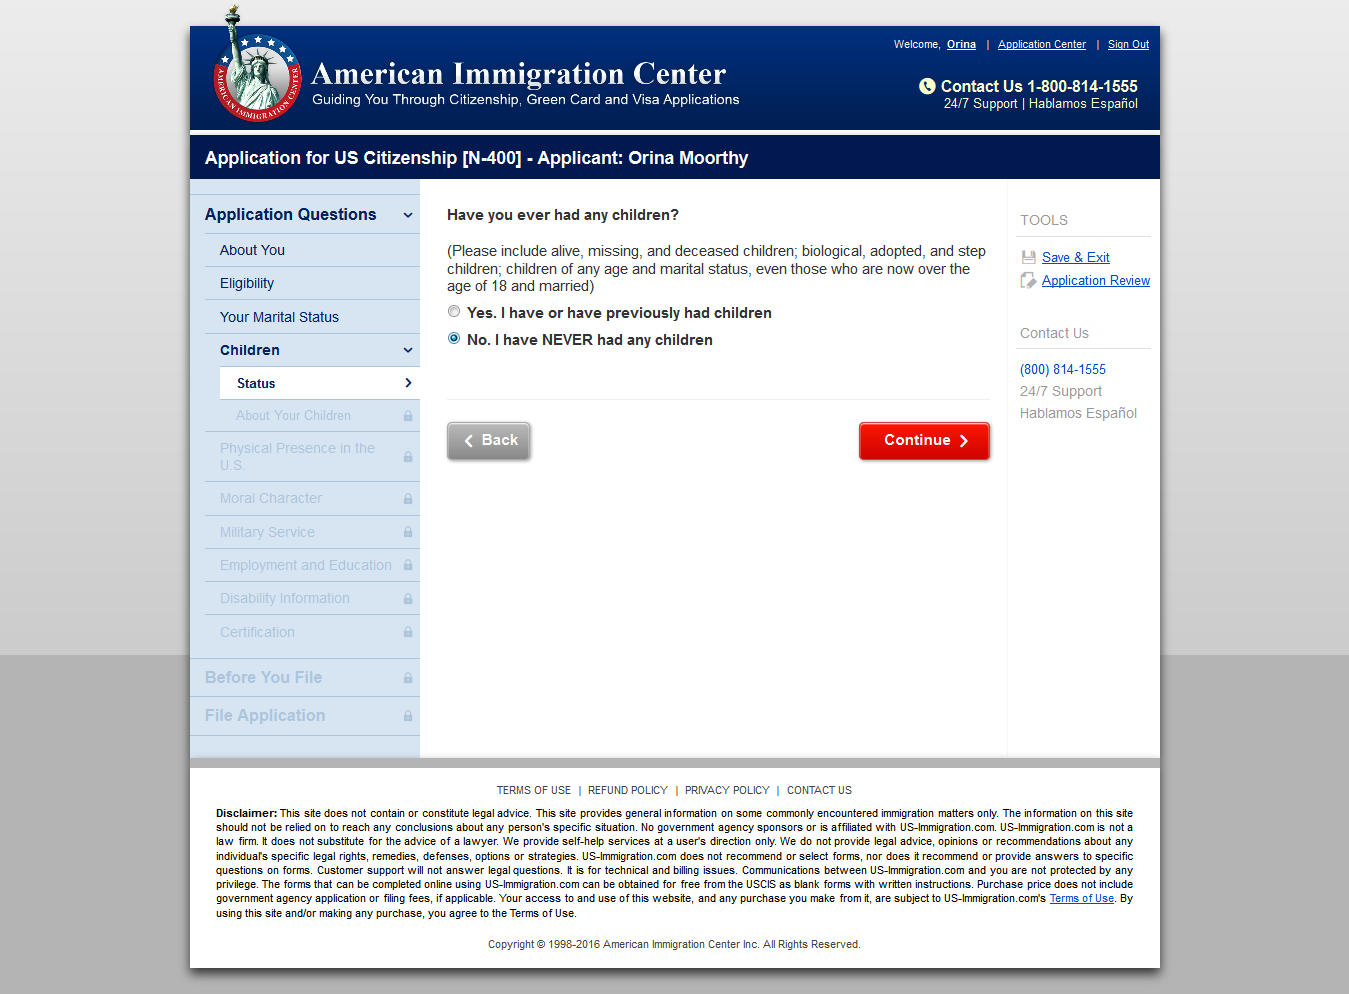 Welcome, Orina | Application Center | Sign Out
AMERICAN IMMIGRATION CENTER
American Immigration Center
Guiding You Through Citizenship, Green Card and Visa Applications
Contact Us 1-800-814-1555
24/7 Support | Hablamos Español
Application for US Citizenship [N-400] - Applicant: Orina Moorthy
Application Questions
About You
Eligibility
Your Marital Status
Children
Status
About Your Children
Physical Presence in the
U.S.
Moral Character
Military Service
Employment and Education
Disability Information
Certification
Before You File
File Application
Have you ever had any children?
(Please include alive, missing, and deceased children; biological, adopted, and step
children; children of any age and marital status, even those who are now over the
age of 18 and married)
Yes. I have or have previously had children
No. I have NEVER had any children
Back
Continue
TOOLS
Save & Exit
Application Review
Contact Us
(800) 814-1555
24/7 Support
Hablamos Español
TERMS OF USE | REFUND POLICY | PRIVACY POLICY | CONTACT US
Disclaimer: This site does not contain or constitute legal advice. This site provides general information on some commonly encountered immigration matters only. The information on this site
should not be relied on to reach any conclusions about any person's specific situation. No government agency sponsors or is affiliated with US-Immigration.com. US-Immigration.com is not a
law firm. It does not substitute for the advice of a lawyer. We provide self-help services at a user's direction only. We do not provide legal advice, opinions or recommendations about any
individual's specific legal rights, remedies, defenses, options or strategies. US-Immigration.com does not recommend or select forms, nor does it recommend or provide answers to specific
questions on forms. Customer support will not answer legal questions. It is for technical and billing issues. Communications between US-Immigration.com and you are not protected by any
privilege. The forms that can be completed online using US-Immigration.com can be obtained for free from the USCIS as blank forms with written instructions. Purchase price does not include
government agency application or filing fees, if applicable. Your access to and use of this website, and any purchase you make from it, are subject to US-Immigration.com's Terms of Use. By
using this site and/or making any purchase, you agree to the Terms of Use.
Copyright © 1998-2016 American Immigration Center Inc. All Rights Reserved.